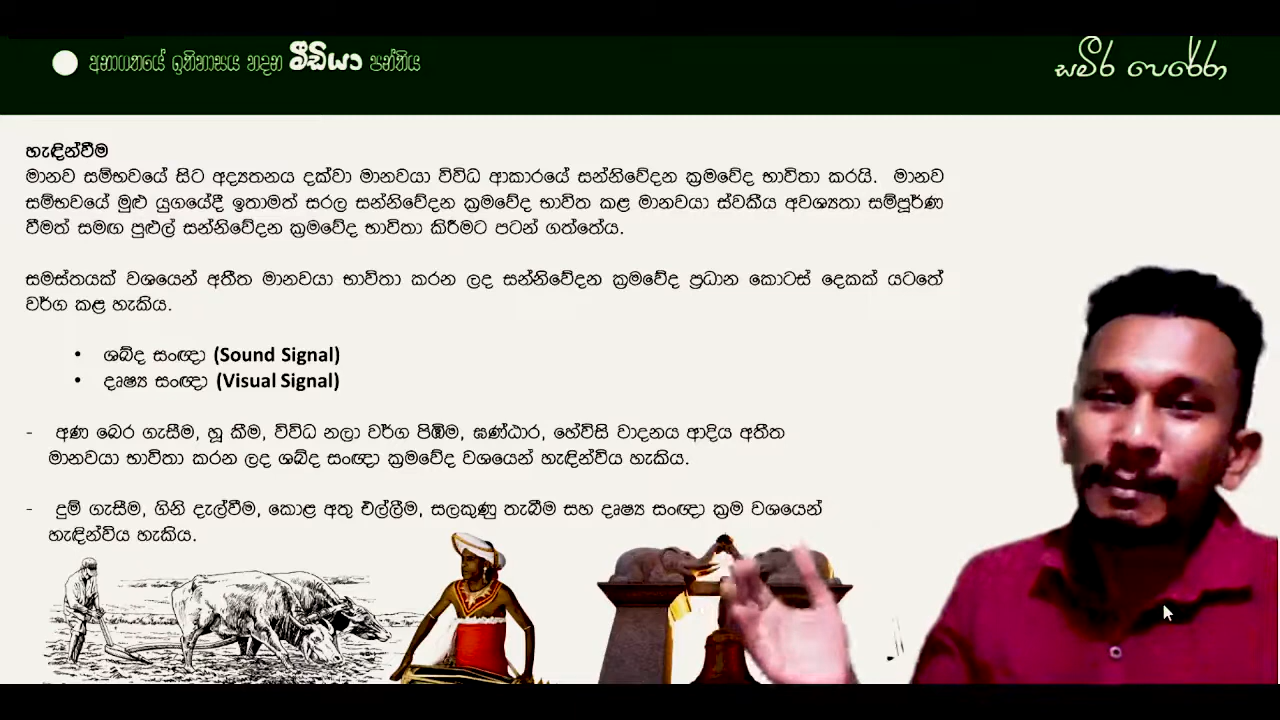 අනාගතයේ ඉතිහාසය හදන මීඩියා පන්තිය
සමීර පෙරේරා
හැඳින්වීම
මානව සම්භවයේ සිට අද්‍යතනය දක්වා මානවයා විවිධ ආකාරයේ සන්නිවේදන ක්‍රමවේද භාවිතා කරයි. මානව
සම්භවයේ මුළු යුගයේදී ඉතාමත් සරල සන්නිවේදන ක්‍රමවේද භාවිත කළ මානවයා ස්වකීය අවශ්‍යතා සම්පූර්ණ
වීමත් සමඟ පුළුල් සන්නිවේදන ක්‍රමවේද භාවිතා කිරීමට පටන් ගත්තේය.
සමස්තයක් වශයෙන් අතීත මානවයා භාවිතා කරන ලද සන්නිවේදන ක්‍රමවේද ප්‍රධාන කොටස් දෙකක් යටතේ
වර්ග කළ හැකිය.
• ශබ්ද සංඥා (Sound Signal)
• දෘෂ්‍ය සංඥා (Visual Signal)
- අණ බෙර ගැසීම, හූ කීම, විවිධ නලා වර්ග පිඹීම, ඝණ්ඨාර, හේවිසි වාදනය ආදිය අතීත
මානවයා භාවිතා කරන ලද ශබ්ද සංඥා ක්‍රමවේද වශයෙන් හැඳින්විය හැකිය.
- දුම් ගැසීම, ගිනි දැල්වීම, කොළ අතු එල්ලීම, සලකුණු තැබීම සහ දෘෂ්‍ය සංඥා ක්‍රම වශයෙන්
හැඳින්විය හැකිය.